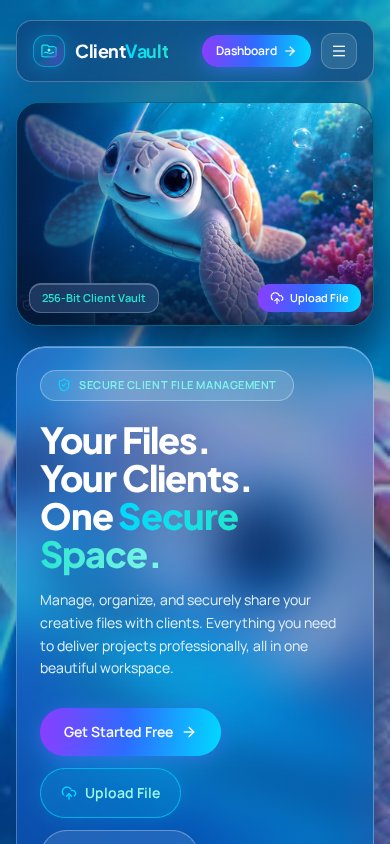 ClientVault
Dashboard
256-Bit Client Vault
Upload File
SECURE CLIENT FILE MANAGEMENT
Your Files.
Your Clients.
One Secure
Space.
Manage, organize, and securely share your
creative files with clients. Everything you need
to deliver projects professionally, all in one
beautiful workspace.
Get Started Free
Upload File